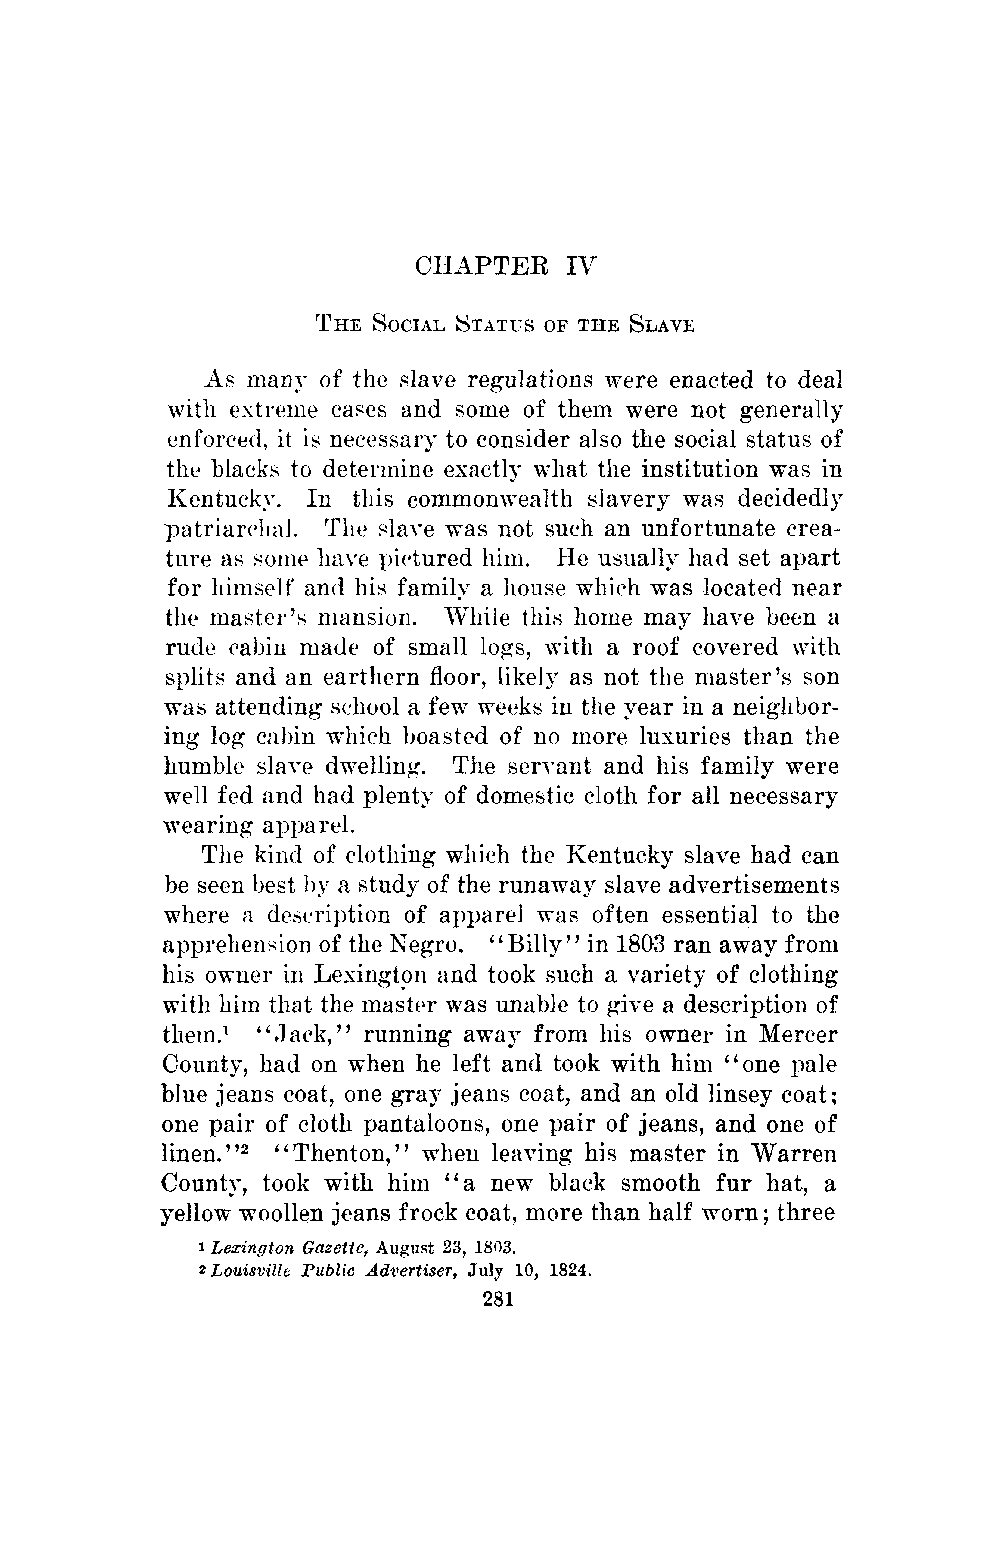 CHAPTER IV
The Social Status of the Slave
As many of the slave regulations were enacted to deal
with extreme cases and some of them were not generally
enforced, it is necessary to consider also the social status of
the blacks to determine exactly what the institution was in
Kentucky. In this commonwealth slavery was decidedly
patriarchal. The slave was not such an unfortunate crea-
ture as some have pictured him. He usually had set apart
for himself and his family a house which was located near
the master's mansion. While this home may have been a
rude cabin made of small logs, with a roof covered with
splits and an earthern floor, likely as not the master's son
was attending school a few weeks in the year in a neighbor-
ing log cabin which boasted of no more luxuries than the
humble slave dwelling. The servant and his family were
well fed and had plenty of domestic cloth for all necessary
wearing apparel.
The kind of clothing which the Kentucky slave had can
be seen best by a study of the runaway slave advertisements
where a description of apparel was often essential to the
apprehension of the Negro. "Billy" in 1803 ran away from
his owner in Lexington and took such a variety of clothing
with him that the master was unable to give a description of
them.¹ "Jack," running away from his owner in Mercer
County, had on when he left and took with him "one pale
blue jeans coat, one gray jeans coat, and an old linsey coat;
one pair of cloth pantaloons, one pair of jeans, and one of
linen."² "Thenton," when leaving his master in Warren
County, took with him "a new black smooth fur hat, a
yellow woollen jeans frock coat, more than half worn; three
¹ Lexington Gazette, August 23, 1803.
² Louisville Public Advertiser, July 10, 1824.
281